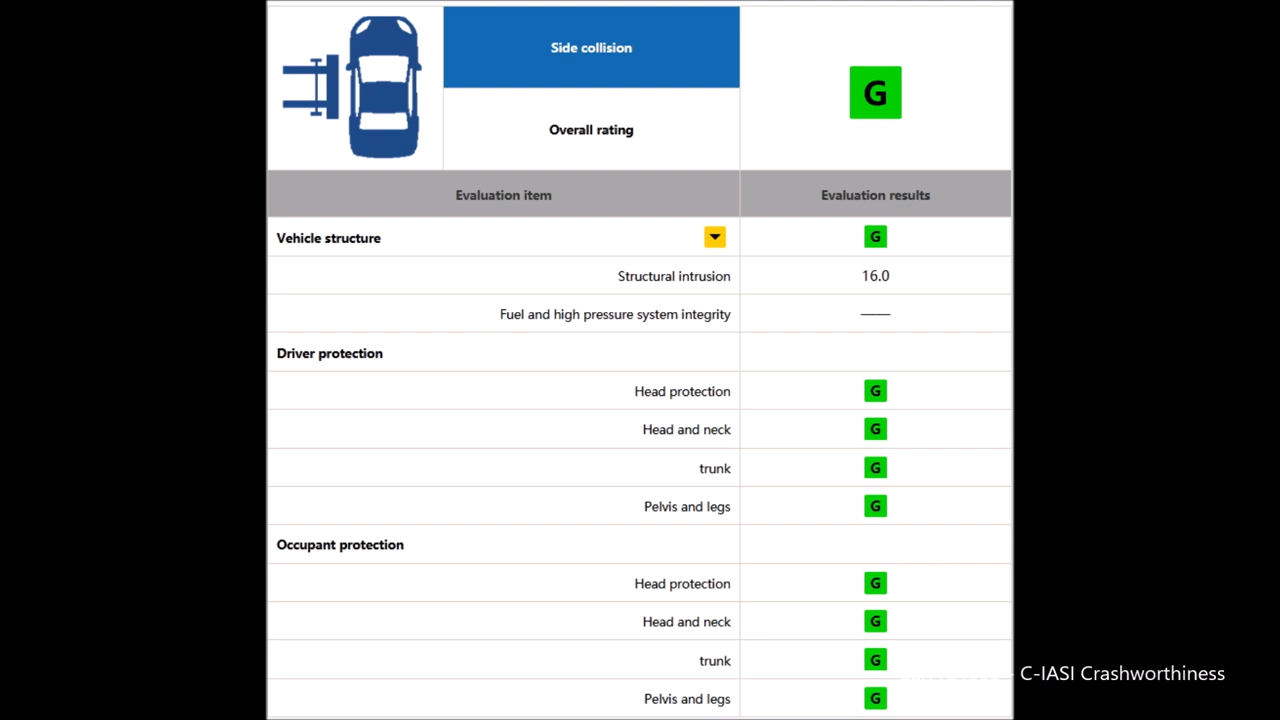 Side collision
G
Overall rating
Evaluation item Evaluation results
Vehicle structure G
Structural intrusion 16.0
Fuel and high pressure system integrity ——
Driver protection
Head protection G
Head and neck G
trunk G
Pelvis and legs G
Occupant protection
Head protection G
Head and neck G
trunk G
C-IASI Crashworthiness
Pelvis and legs G